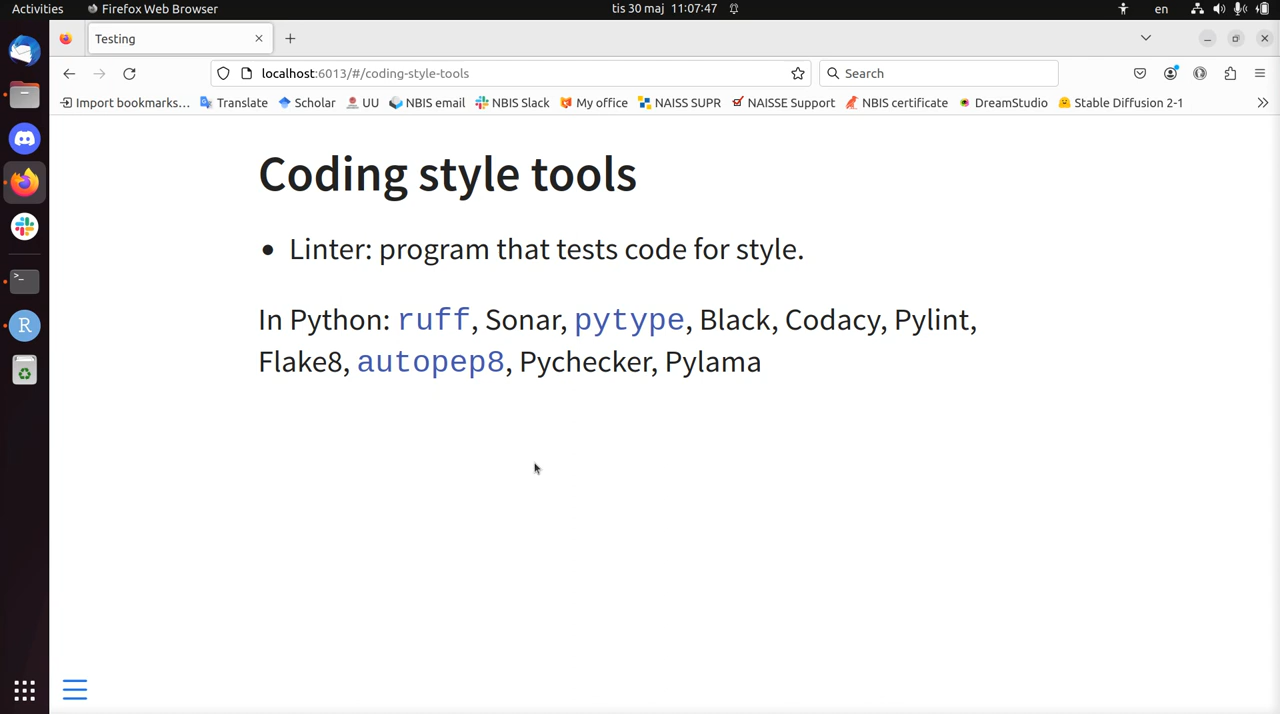 Activities Firefox Web Browser tis 30 maj 11:07:47 en
Testing
localhost:6013/#/coding-style-tools Search
Import bookmarks... Translate Scholar UU NBIS email NBIS Slack My office NAISS SUPR NAISSE Support NBIS certificate DreamStudio Stable Diffusion 2-1
Coding style tools
• Linter: program that tests code for style.
In Python: ruff, Sonar, pytype, Black, Codacy, Pylint,
Flake8, autopep8, Pychecker, Pylama
R